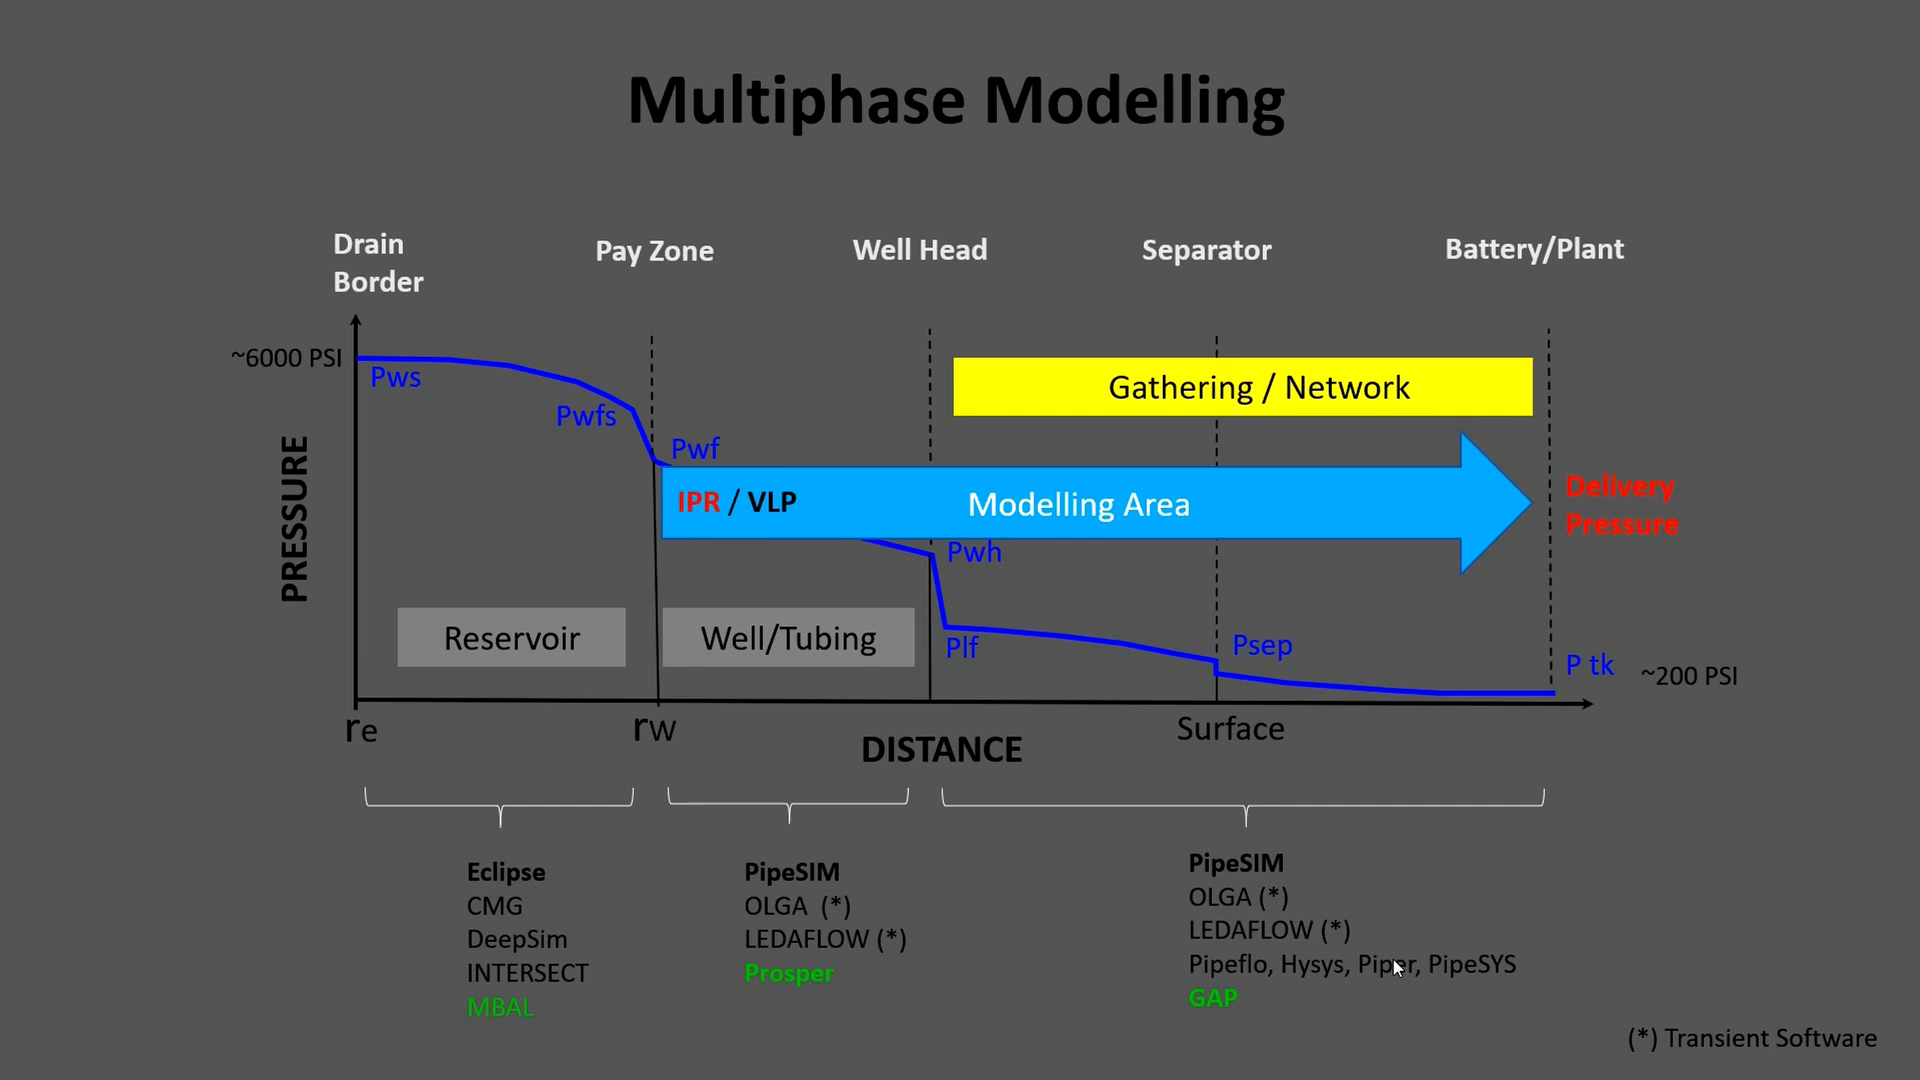 Multiphase Modelling
Drain
Border
Pay Zone
Well Head
Separator
Battery/Plant
~6000 PSI
Pws
Pwfs
Pwf
Gathering / Network
PRESSURE
IPR / VLP
Modelling Area
Delivery
Pressure
Pwh
Reservoir
Well/Tubing
Plf
Psep
P tk
~200 PSI
re
rw
Surface
DISTANCE
Eclipse
CMG
DeepSim
INTERSECT
MBAL
PipeSIM
OLGA (*)
LEDAFLOW (*)
Prosper
PipeSIM
OLGA (*)
LEDAFLOW (*)
Pipeflo, Hysys, Piper, PipeSYS
GAP
(*) Transient Software